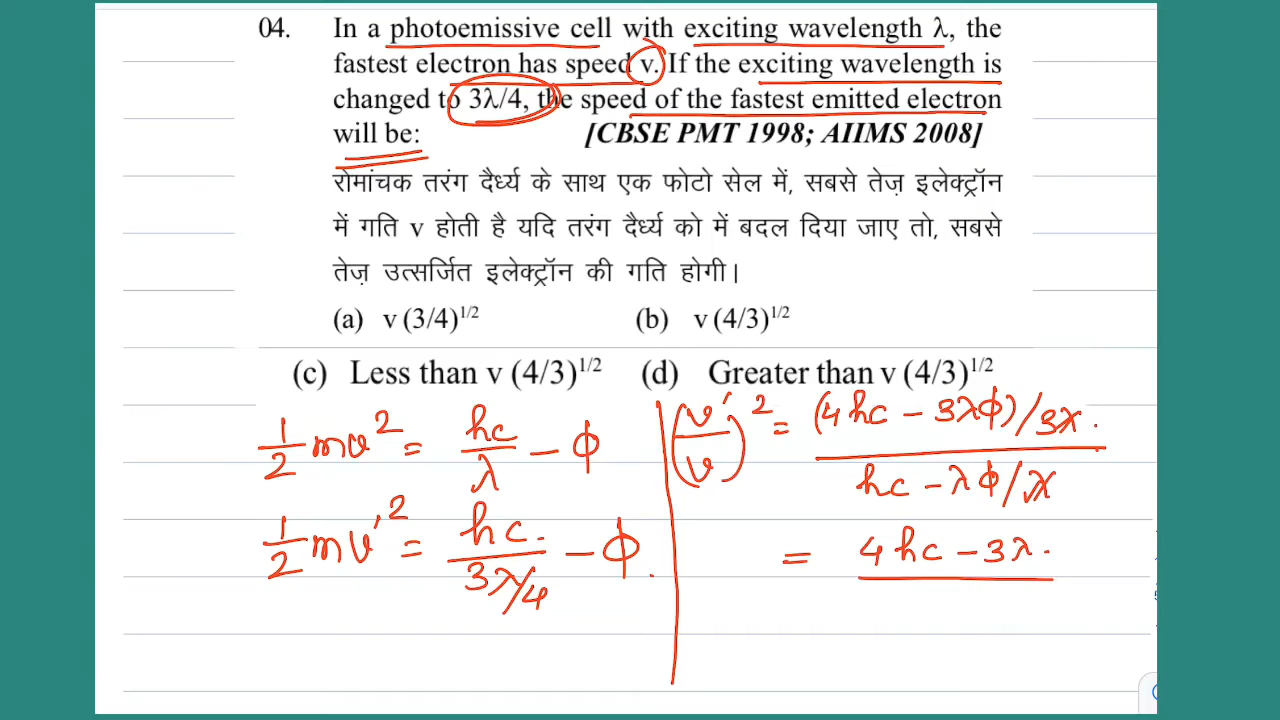 04. In a photoemissive cell with exciting wavelength λ, the
fastest electron has speed v. If the exciting wavelength is
changed to 3λ/4, the speed of the fastest emitted electron
will be: [CBSE PMT 1998; AIIMS 2008]
रोमांचक तरंग दैर्ध्य के साथ एक फोटो सेल में, सबसे तेज़ इलेक्ट्रॉन
में गति v होती है यदि तरंग दैर्ध्य को में बदल दिया जाए तो, सबसे
तेज़ उत्सर्जित इलेक्ट्रॉन की गति होगी।
(a) v (3/4)^1/2 (b) v (4/3)^1/2
(c) Less than v (4/3)^1/2 (d) Greater than v (4/3)^1/2
1/2 mv² = hc/λ − ϕ
1/2 mv'² = hc/3λ/4 − ϕ.
(v'/v)² = (4hc − 3λϕ)/3λ. / hc − λϕ/λ
= 4hc − 3λ.